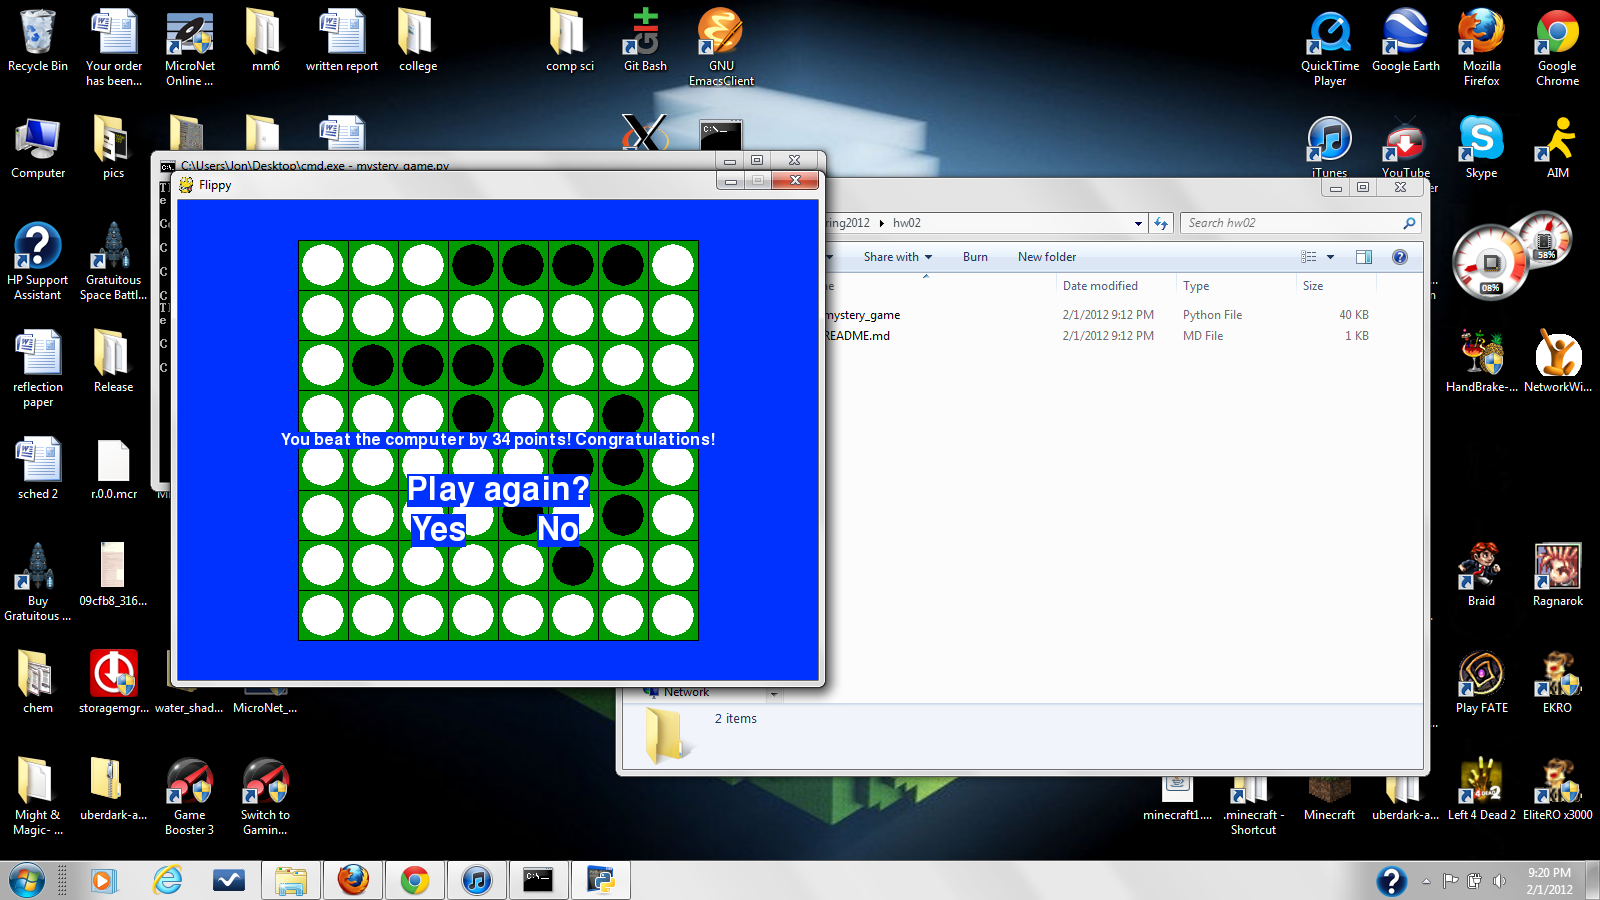 Recycle Bin
Your order
has been...
MicroNet
Online ...
mm6
written report
college
comp sci
Git Bash
GNU
EmacsClient
QuickTime
Player
Google Earth
Mozilla
Firefox
Google
Chrome
Computer
pics
iTunes
YouTube
Skype
AIM
C:\Users\Jon\Desktop\cmd.exe - mystery_game.py
Flippy
You beat the computer by 34 points! Congratulations!
Play again?
Yes
No
ring2012
hw02
Search hw02
Share with
Burn
New folder
Date modified
Type
Size
mystery_game
2/1/2012 9:12 PM
Python File
40 KB
README.md
2/1/2012 9:12 PM
MD File
1 KB
Network
2 items
58%
08%
HP Support
Assistant
Gratuitous
Space Battl...
reflection
paper
Release
HandBrake-...
NetworkWi...
sched 2
r.0.0.mcr
Buy
Gratuitous ...
09cfb8_316...
Braid
Ragnarok
chem
storagemgr...
water_shad...
MicroNet_...
Play FATE
EKRO
Might &
Magic- ...
uberdark-a...
Game
Booster 3
Switch to
Gamin...
minecraft1....
.minecraft -
Shortcut
Minecraft
uberdark-a...
Left 4 Dead 2
EliteRO x3000
9:20 PM
2/1/2012